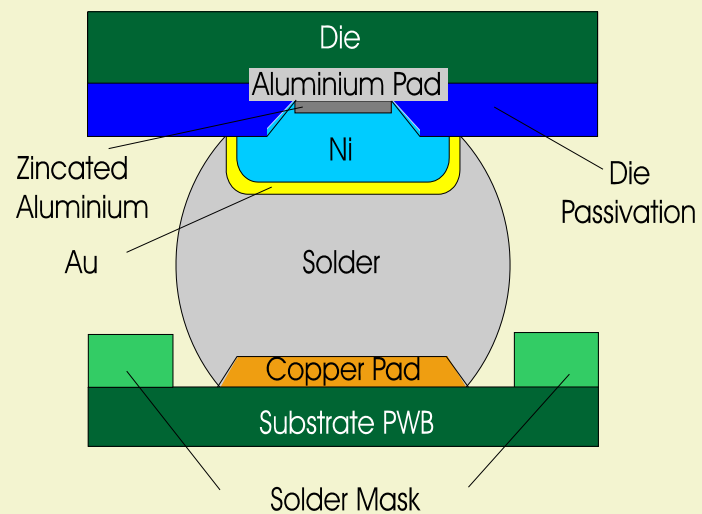 Die
Aluminium Pad
Ni
Zincated
Aluminium
Die
Passivation
Au
Solder
Copper Pad
Substrate PWB
Solder Mask